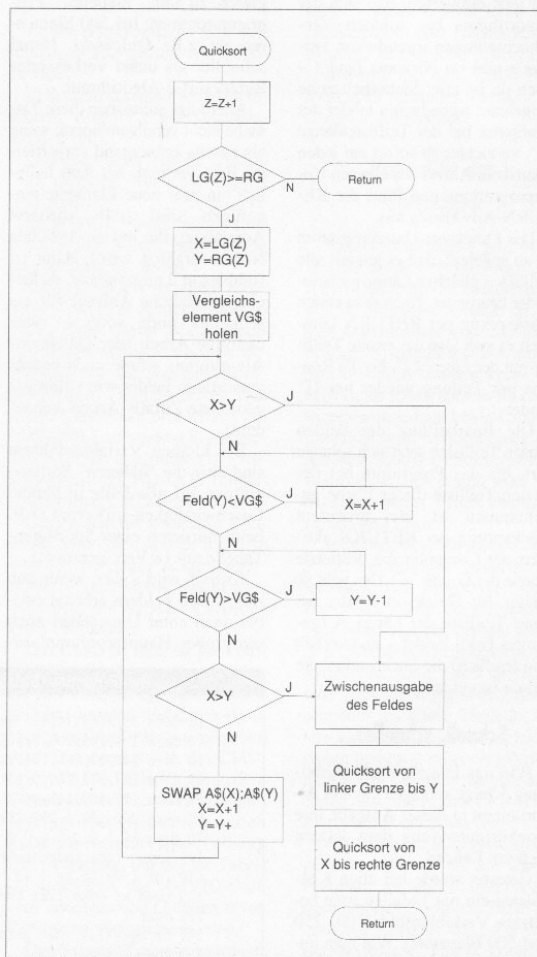 Quicksort
Z=Z+1
LG(Z)>=RG
N
Return
J
X=LG(Z)
Y=RG(Z)
Vergleichs-
element VG$
holen
X>Y
J
N
Feld(Y)<VG$
J
X=X+1
N
Feld(Y)>VG$
J
Y=Y-1
N
X>Y
J
Zwischenausgabe
des Feldes
N
SWAP A$(X);A$(Y)
X=X+1
Y=Y+
Quicksort von
linker Grenze bis Y
Quicksort von
X bis rechte Grenze
Return